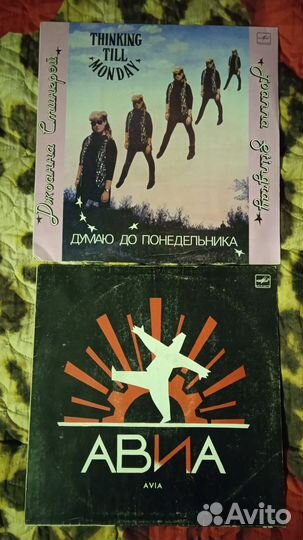 THINKING
TILL
MONDAY
Джоанна Стингрей
Joanna Stingray
ДУМАЮ ДО ПОНЕДЕЛЬНИКА
АВИА
AVIA
Avito